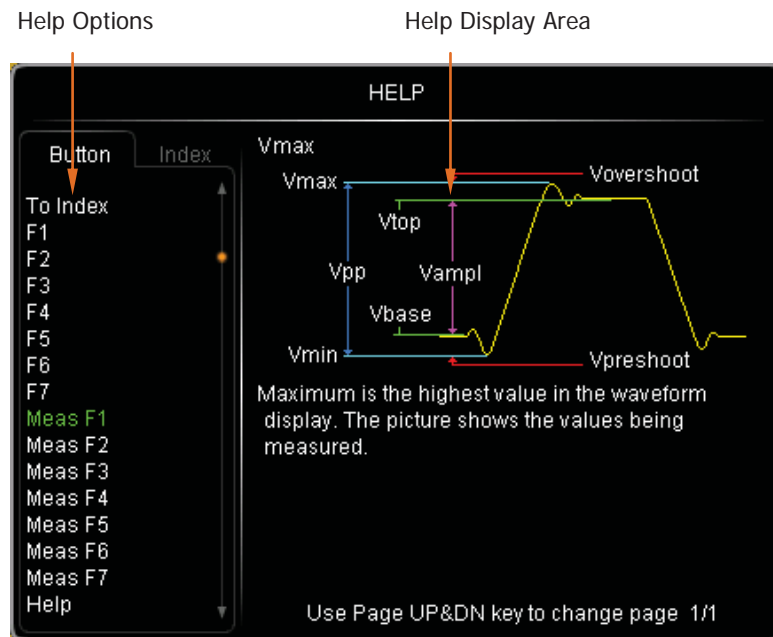 Help Options
Help Display Area
HELP
Button
Index
To Index
F1
F2
F3
F4
F5
F6
F7
Meas F1
Meas F2
Meas F3
Meas F4
Meas F5
Meas F6
Meas F7
Help
Vmax
Vmax
Vovershoot
Vtop
Vpp
Vampl
Vbase
Vmin
Vpreshoot
Maximum is the highest value in the waveform
display. The picture shows the values being
measured.
Use Page UP&DN key to change page 1/1